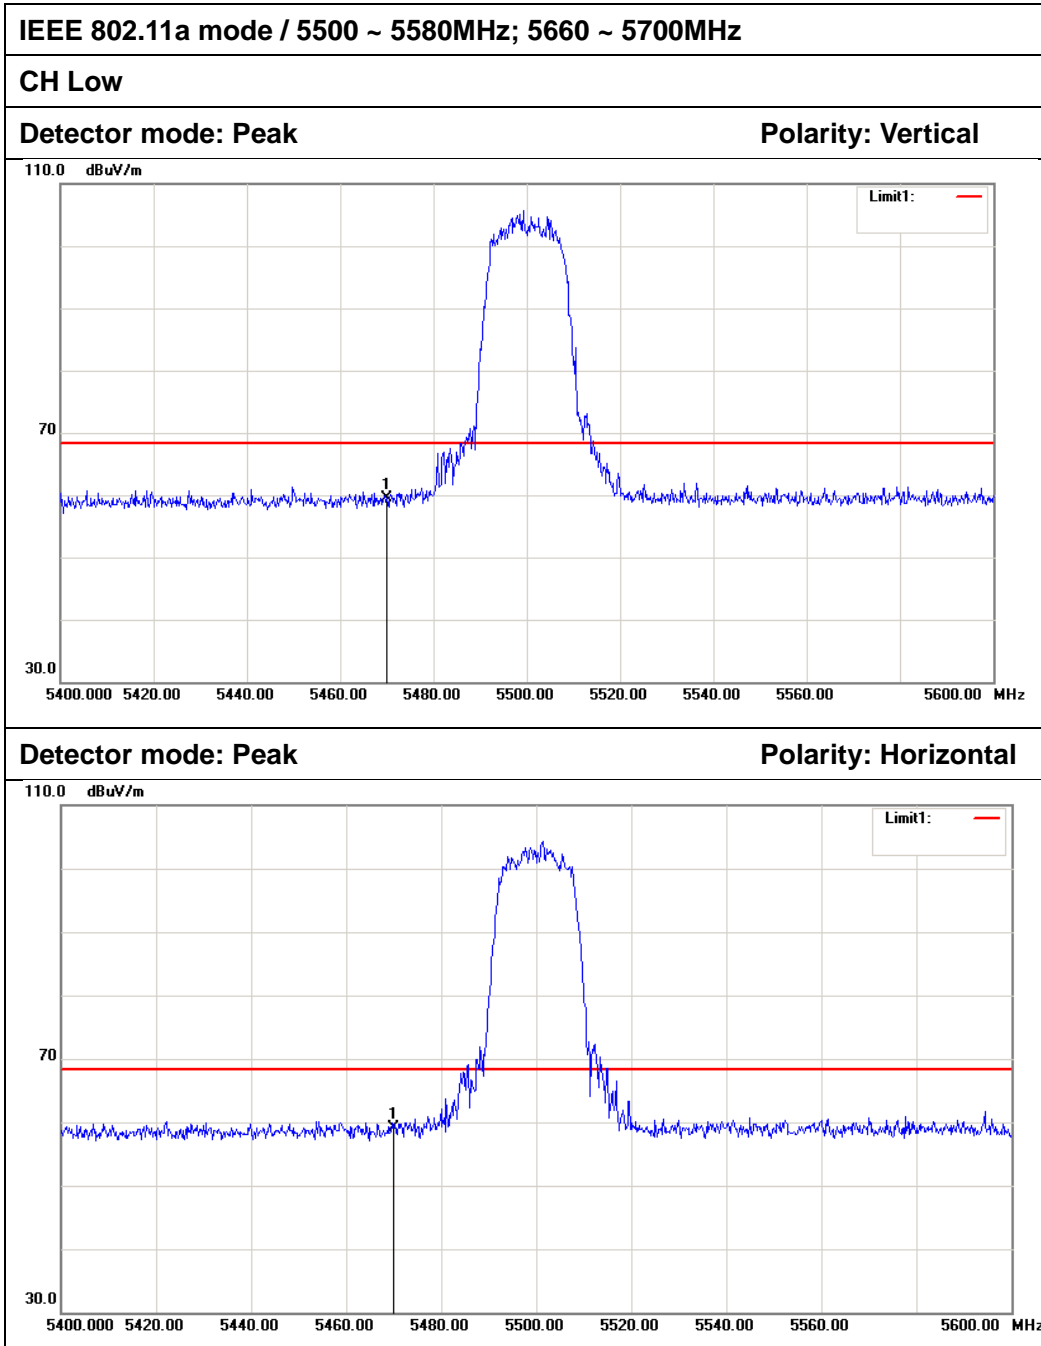 IEEE 802.11a mode / 5500 ~ 5580MHz; 5660 ~ 5700MHz
CH Low
Detector mode: Peak Polarity: Vertical
110.0 dBuV/m
Limit1:
70
1
30.0
5400.000 5420.00 5440.00 5460.00 5480.00 5500.00 5520.00 5540.00 5560.00 5600.00 MHz
Detector mode: Peak Polarity: Horizontal
110.0 dBuV/m
Limit1:
70
1
30.0
5400.000 5420.00 5440.00 5460.00 5480.00 5500.00 5520.00 5540.00 5560.00 5600.00 MHz